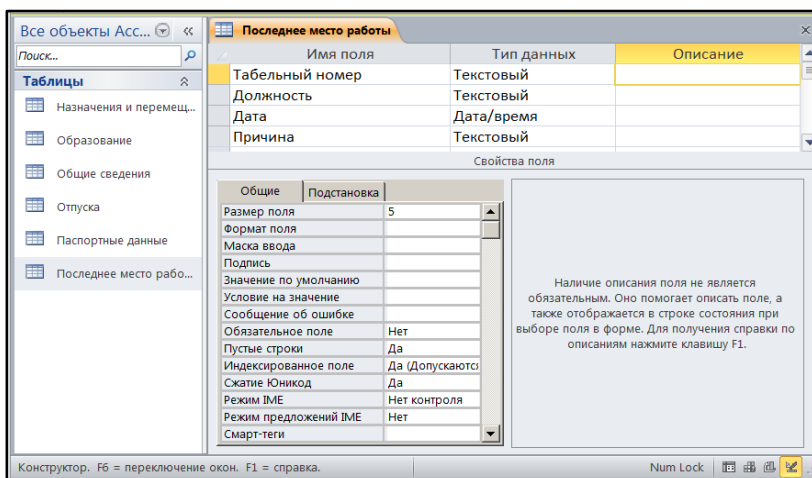 Все объекты Acc...
Последнее место работы
Поиск...
Таблицы
Назначения и перемещ...
Образование
Общие сведения
Отпуска
Паспортные данные
Последнее место рабо...
Имя поля Тип данных Описание
Табельный номер Текстовый
Должность Текстовый
Дата Дата/время
Причина Текстовый
Свойства поля
Общие Подстановка
Размер поля 5
Формат поля
Маска ввода
Подпись
Значение по умолчанию
Условие на значение
Сообщение об ошибке
Обязательное поле Нет
Пустые строки Да
Индексированное поле Да (Допускаются
Сжатие Юникод Да
Режим IME Нет контроля
Режим предложений IME Нет
Смарт-теги
Наличие описания поля не является
обязательным. Оно помогает описать поле, а
также отображается в строке состояния при
выборе поля в форме. Для получения справки по
описаниям нажмите клавишу F1.
Конструктор. F6 = переключение окон. F1 = справка. Num Lock